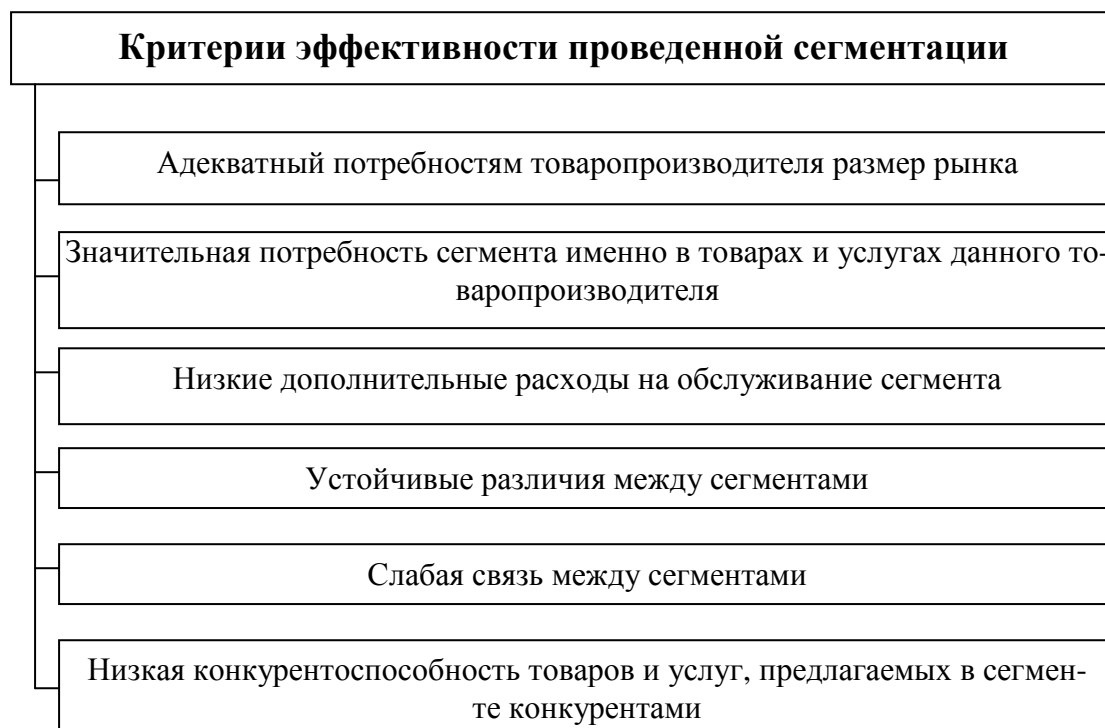 Критерии эффективности проведенной сегментации
Адекватный потребностям товаропроизводителя размер рынка
Значительная потребность сегмента именно в товарах и услугах данного то-
варопроизводителя
Низкие дополнительные расходы на обслуживание сегмента
Устойчивые различия между сегментами
Слабая связь между сегментами
Низкая конкурентоспособность товаров и услуг, предлагаемых в сегмен-
те конкурентами